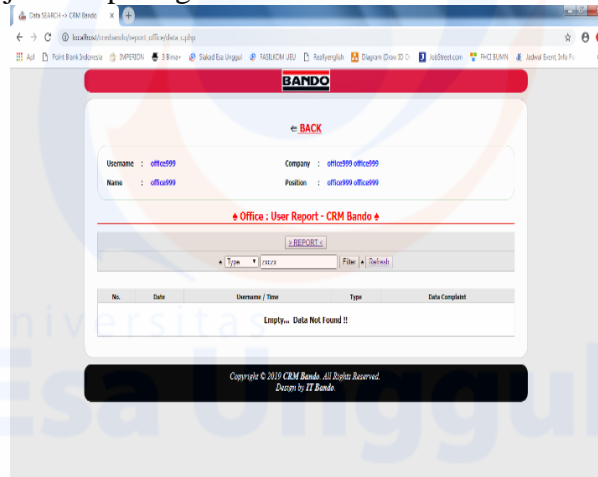 Data SEARCH -> CRM Bando
localhost/crmbando/report_office/data_s.php
Point Bank Indonesia
3 Bima+
Siakad Esa Unggul
FASILKOM UEU
Reallyenglish
JobStreet.com
FHCI BUMN
BANDO
BACK
Username : office999 Company : office999 office999
Name : office999 Position : office999 office999
Office : User Report - CRM Bando
> REPORT <
Type Filter Refresh
No. Date Username / Time Type Data Complaint
Empty... Data Not Found !!
Universitas
Esa Unggul
Copyright © 2019 CRM Bando. All Rights Reserved.
Design by IT Bando.